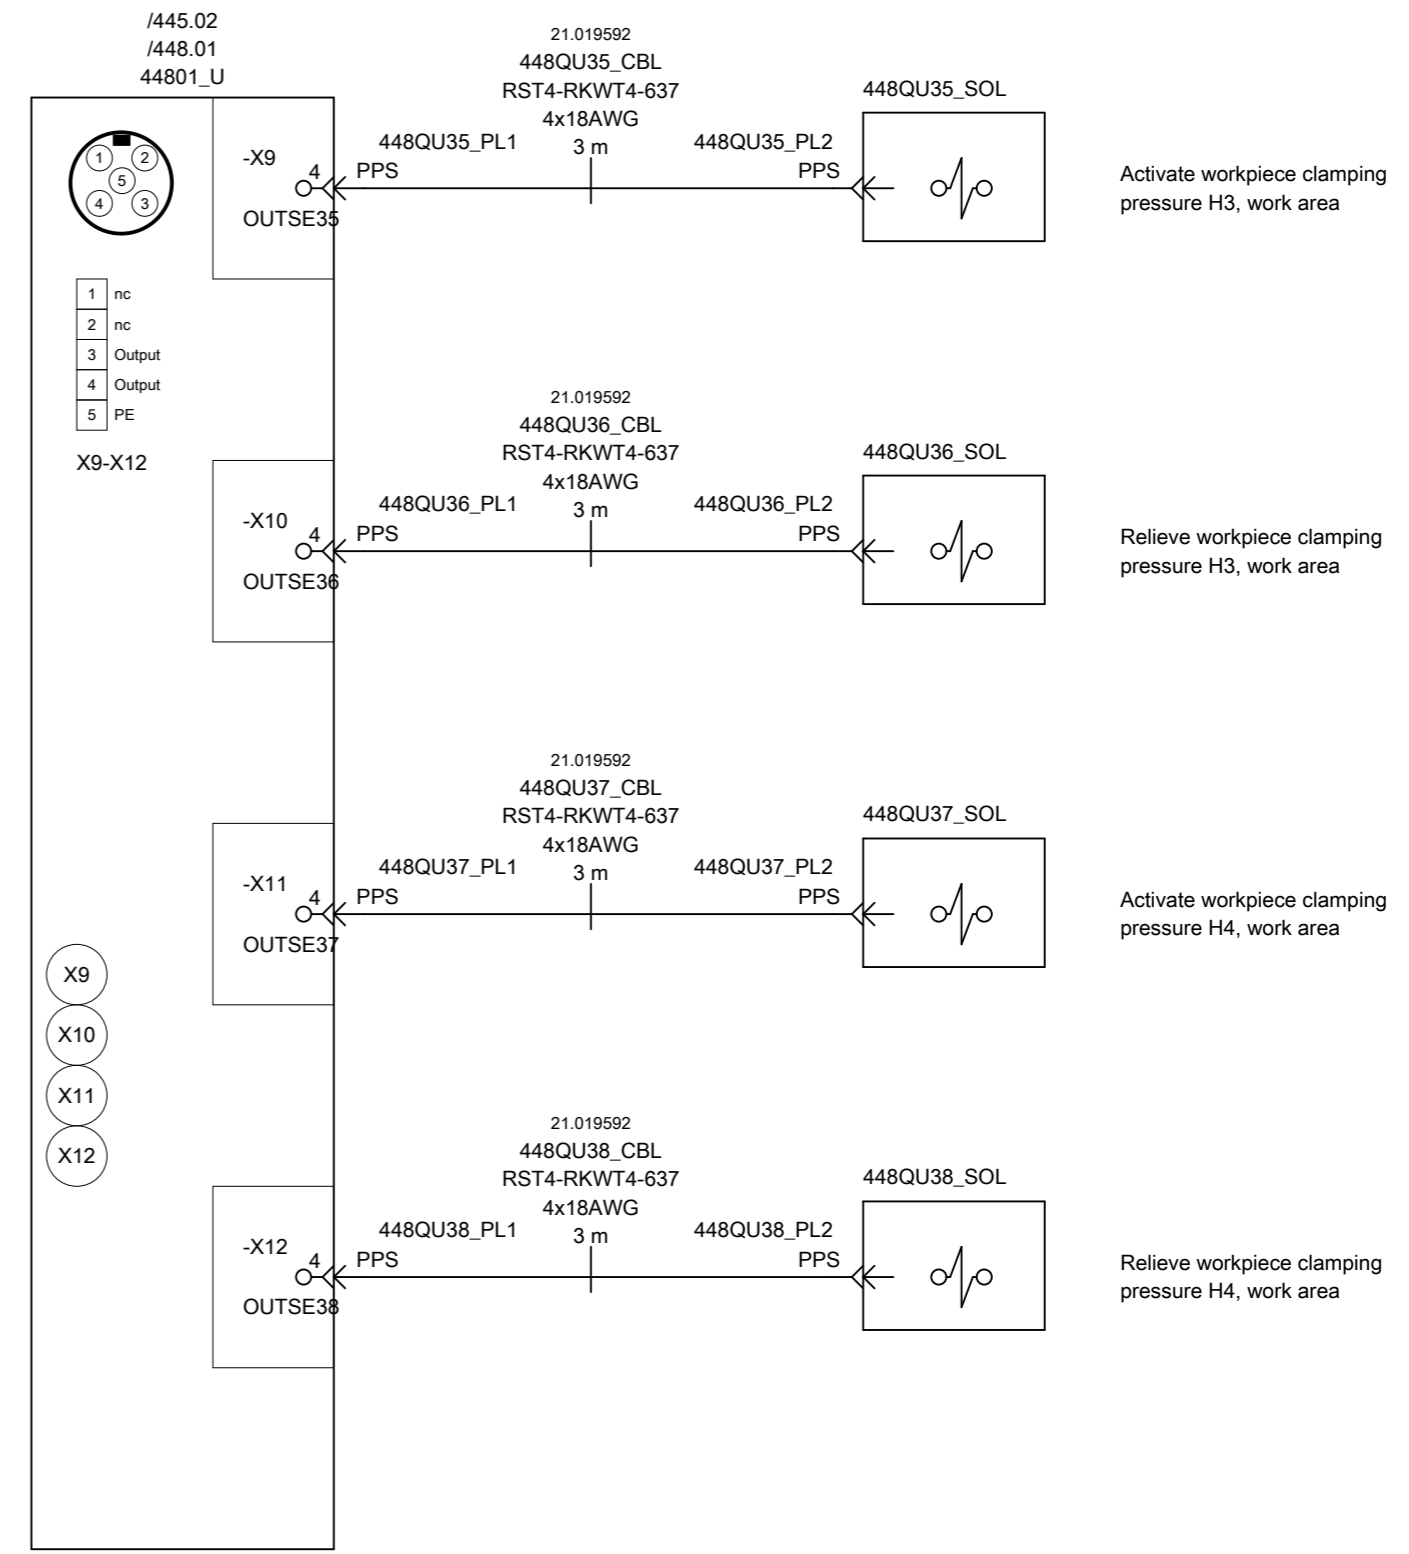 /445.02
/448.01
44801_U
1
2
5
4
3
1 nc
2 nc
3 Output
4 Output
5 PE
X9-X12
X9
X10
X11
X12
-X9
4
OUTSE35
448QU35_PL1
PPS
21.019592
448QU35_CBL
RST4-RKWT4-637
4x18AWG
3 m
448QU35_PL2
PPS
448QU35_SOL
Activate workpiece clamping
pressure H3, work area
-X10
4
OUTSE36
448QU36_PL1
PPS
21.019592
448QU36_CBL
RST4-RKWT4-637
4x18AWG
3 m
448QU36_PL2
PPS
448QU36_SOL
Relieve workpiece clamping
pressure H3, work area
-X11
4
OUTSE37
448QU37_PL1
PPS
21.019592
448QU37_CBL
RST4-RKWT4-637
4x18AWG
3 m
448QU37_PL2
PPS
448QU37_SOL
Activate workpiece clamping
pressure H4, work area
-X12
4
OUTSE38
448QU38_PL1
PPS
21.019592
448QU38_CBL
RST4-RKWT4-637
4x18AWG
3 m
448QU38_PL2
PPS
448QU38_SOL
Relieve workpiece clamping
pressure H4, work area